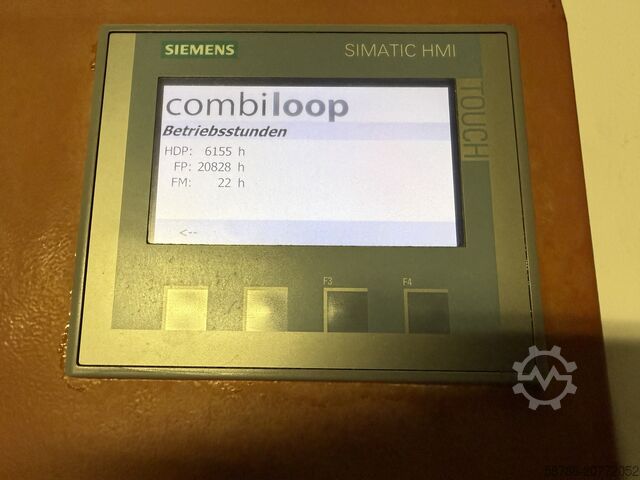 SIEMENS
SIMATIC HMI
TOUCH
combiloop
Betriebsstunden
HDP: 6155 h
FP: 20828 h
FM: 22 h
<--
F3
F4